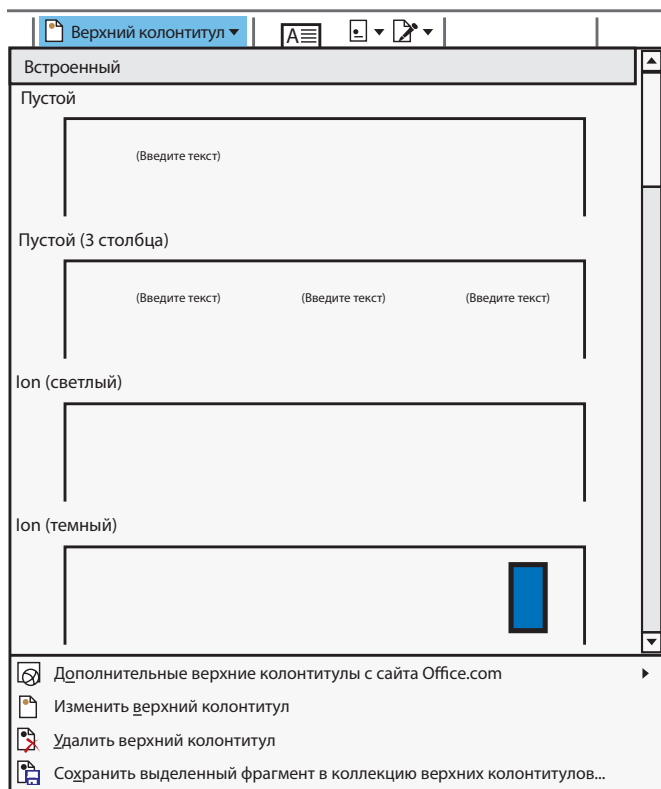 Верхний колонтитул
A
Встроенный
Пустой
(Введите текст)
Пустой (3 столбца)
(Введите текст) (Введите текст) (Введите текст)
Ion (светлый)
Ion (темный)
Дополнительные верхние колонтитулы с сайта Office.com
Изменить верхний колонтитул
Удалить верхний колонтитул
Сохранить выделенный фрагмент в коллекцию верхних колонтитулов...